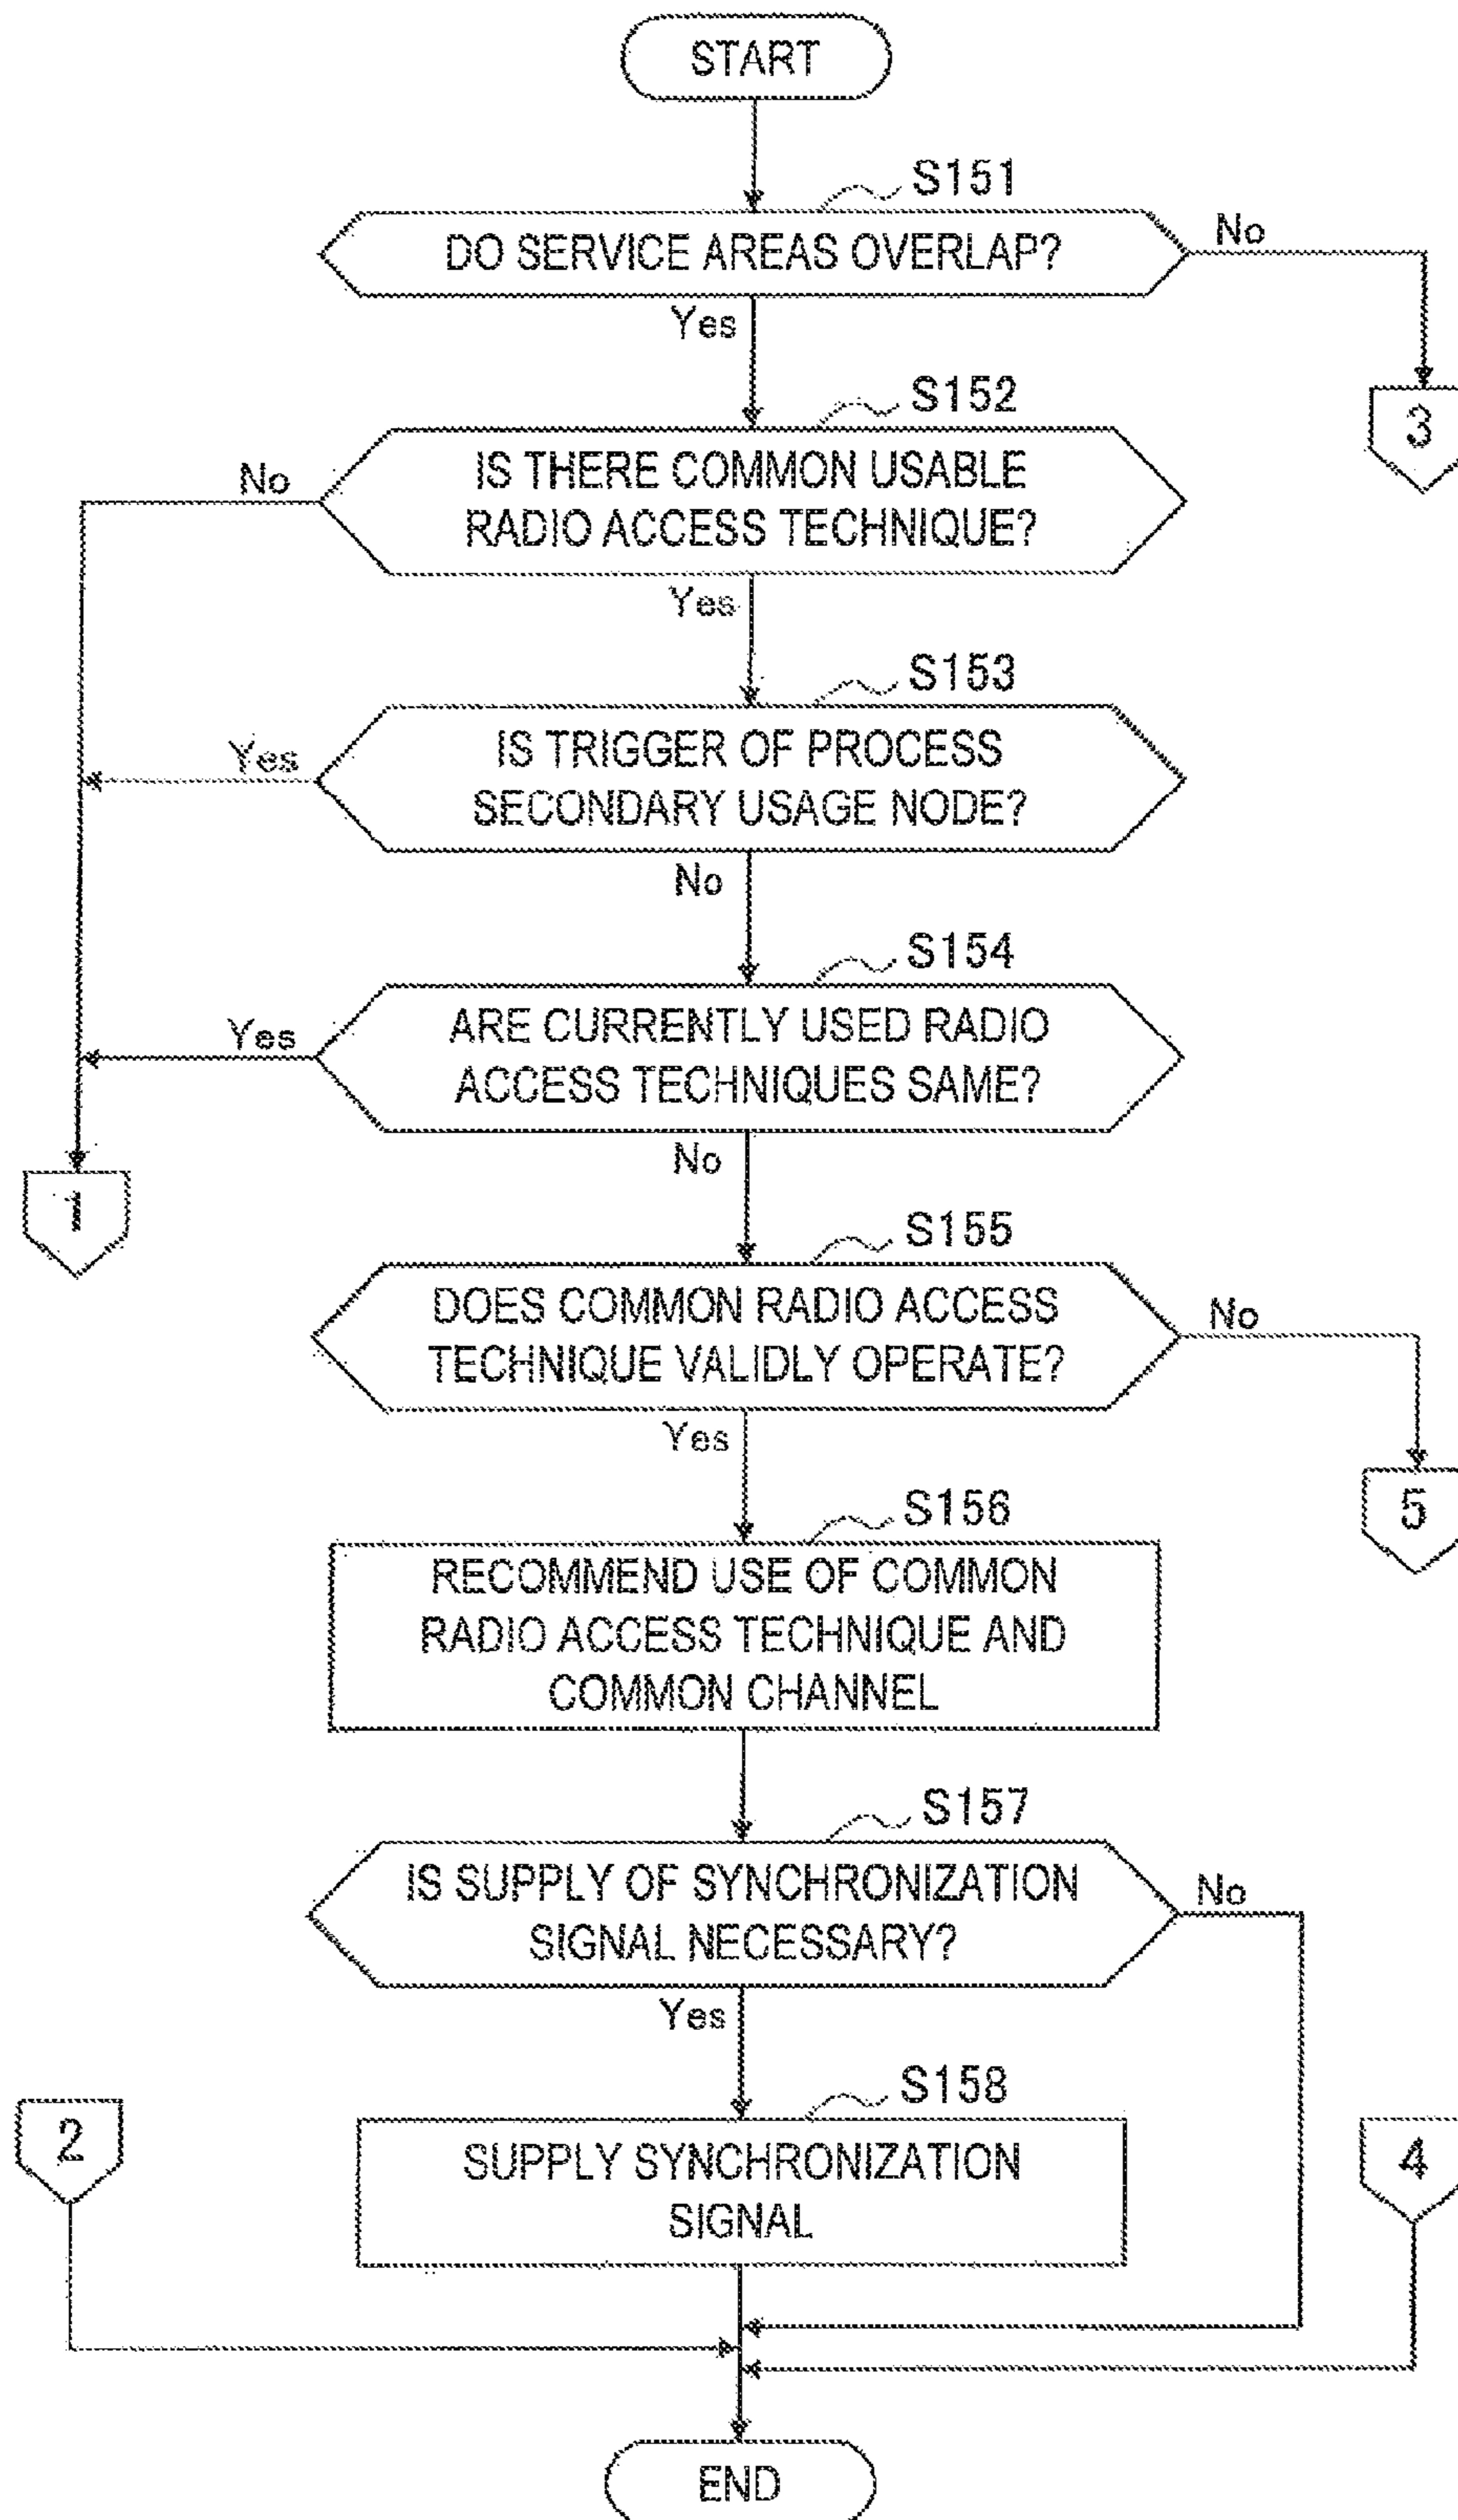 START
S151
DO SERVICE AREAS OVERLAP?
No
Yes
3
S152
IS THERE COMMON USABLE
RADIO ACCESS TECHNIQUE?
No
Yes
S153
IS TRIGGER OF PROCESS
SECONDARY USAGE NODE?
Yes
No
S154
ARE CURRENTLY USED RADIO
ACCESS TECHNIQUES SAME?
Yes
No
1
S155
DOES COMMON RADIO ACCESS
TECHNIQUE VALIDLY OPERATE?
No
Yes
5
S156
RECOMMEND USE OF COMMON
RADIO ACCESS TECHNIQUE AND
COMMON CHANNEL
S157
IS SUPPLY OF SYNCHRONIZATION
SIGNAL NECESSARY?
No
Yes
S158
2
SUPPLY SYNCHRONIZATION
SIGNAL
4
END